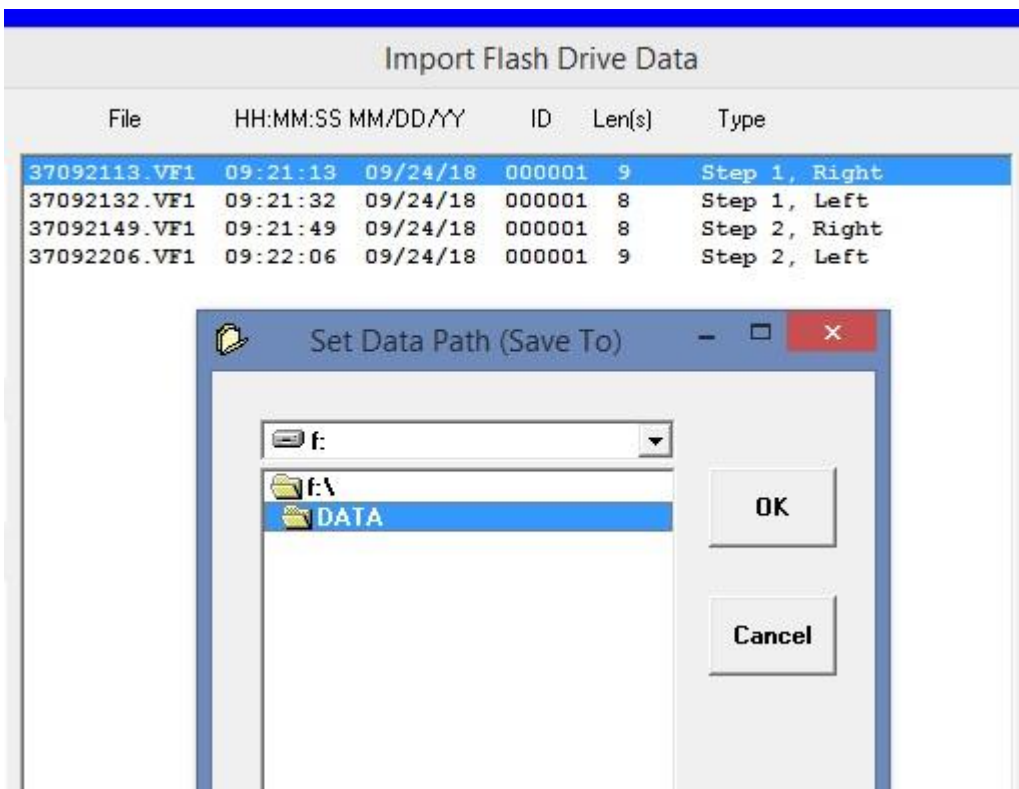 Import Flash Drive Data
File HH:MM:SS MM/DD/YY ID Len(s) Type
37092113.VF1 09:21:13 09/24/18 000001 9 Step 1, Right
37092132.VF1 09:21:32 09/24/18 000001 8 Step 1, Left
37092149.VF1 09:21:49 09/24/18 000001 8 Step 2, Right
37092206.VF1 09:22:06 09/24/18 000001 9 Step 2, Left
Set Data Path (Save To)
f:
f:\
DATA
OK
Cancel